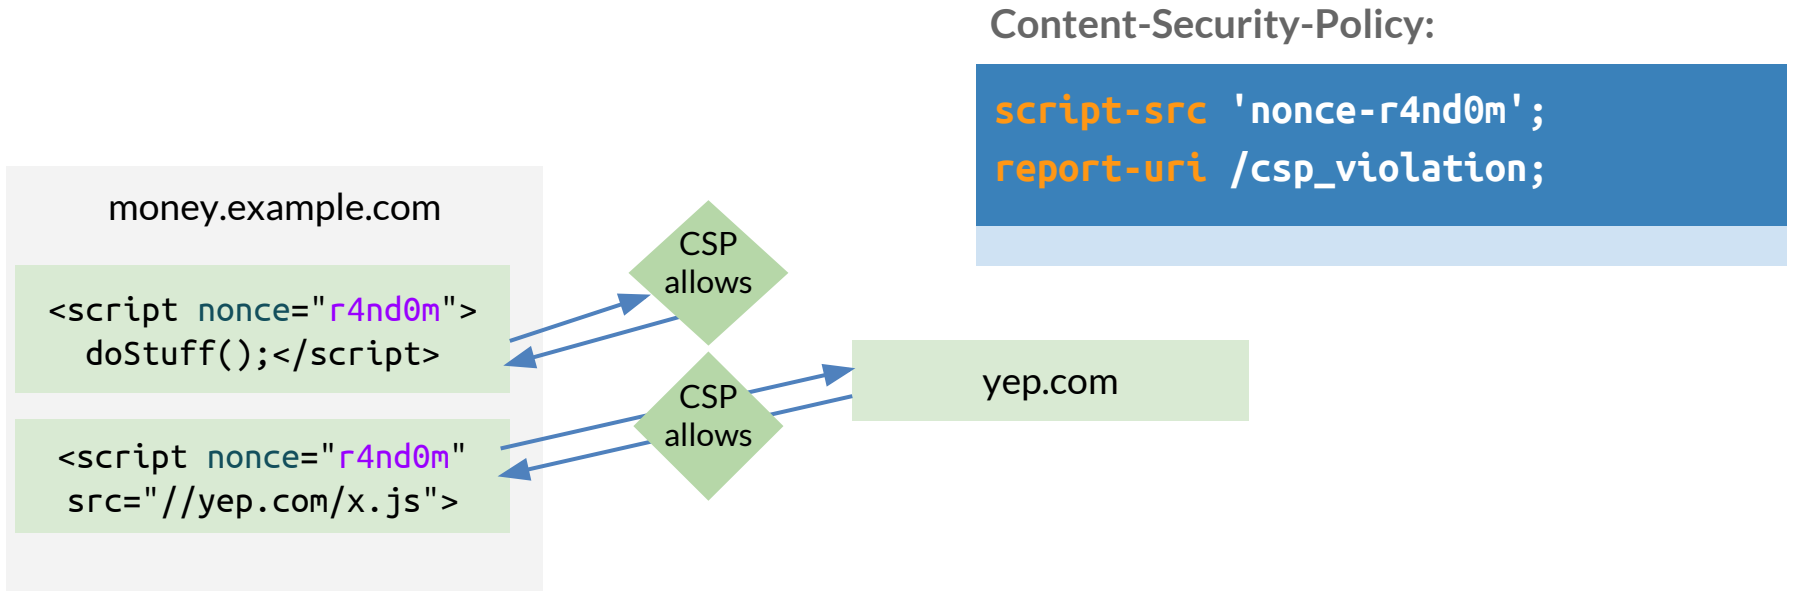 Content-Security-Policy:
script-src 'nonce-r4nd0m';
report-uri /csp_violation;
money.example.com
<script nonce="r4nd0m">
doStuff();</script>
CSP
allows
<script nonce="r4nd0m"
src="//yep.com/x.js">
CSP
allows
yep.com